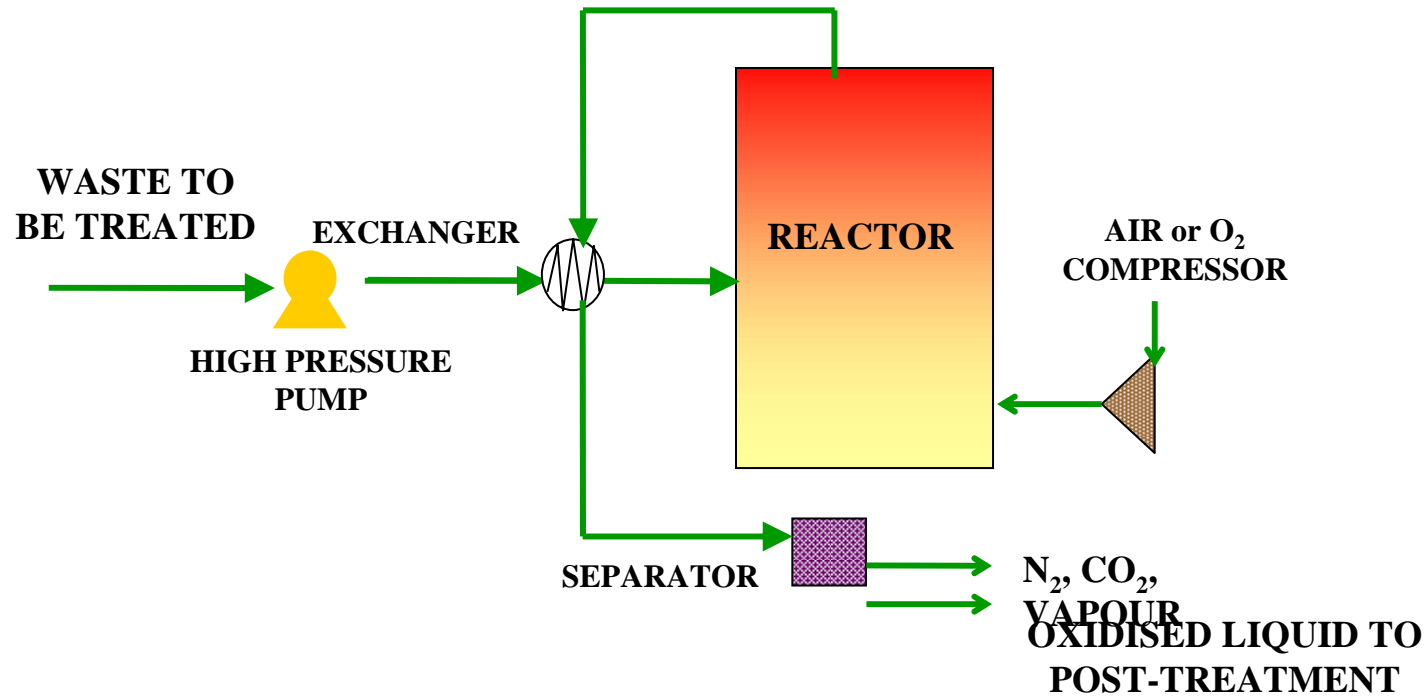 WASTE TO
BE TREATED
EXCHANGER
HIGH PRESSURE
PUMP
REACTOR
AIR or O₂
COMPRESSOR
SEPARATOR
N₂, CO₂,
VAPOUR
OXIDISED LIQUID TO
POST-TREATMENT